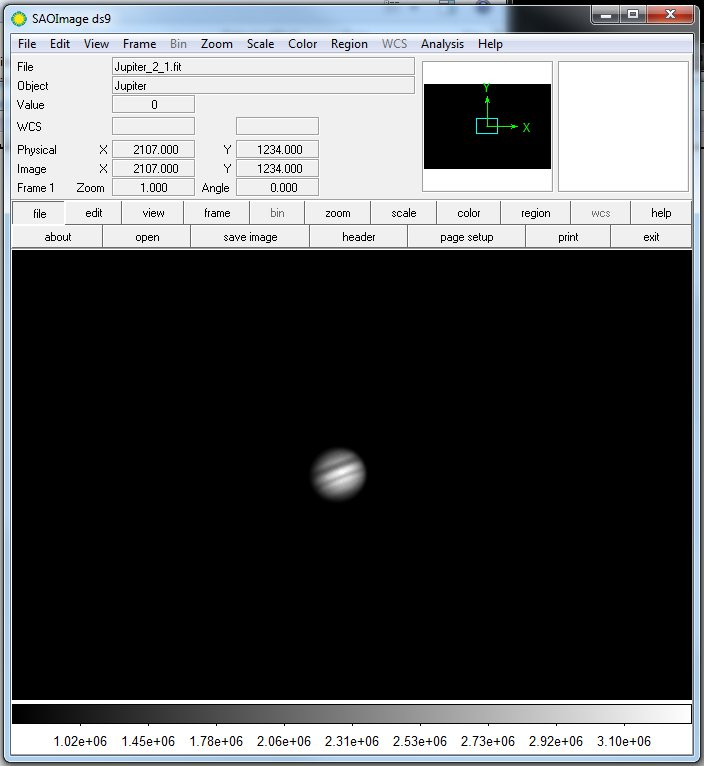 SAOImage ds9
File Edit View Frame Bin Zoom Scale Color Region WCS Analysis Help
File Jupiter_2_1.fit
Object Jupiter
Value 0
WCS
Physical X 2107.000 Y 1234.000
Image X 2107.000 Y 1234.000
Frame 1 Zoom 1.000 Angle 0.000
Y
X
file edit view frame bin zoom scale color region wcs help
about open save image header page setup print exit
1.02e+06 1.45e+06 1.78e+06 2.06e+06 2.31e+06 2.53e+06 2.73e+06 2.92e+06 3.10e+06